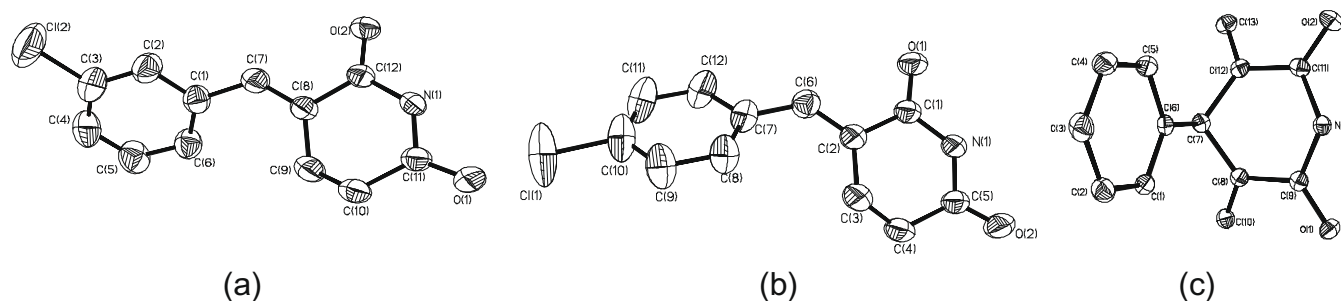 Cl(2)
C(3)
C(2)
C(1)
C(7)
O(2)
C(12)
C(8)
N(1)
C(4)
C(5)
C(6)
C(9)
C(10)
C(11)
O(1)
(a)
C(11)
C(12)
C(6)
O(1)
C(1)
C(7)
C(2)
N(1)
Cl(1)
C(10)
C(9)
C(8)
C(3)
C(4)
C(5)
O(2)
(b)
C(13)
O(2)
C(4)
C(5)
C(12)
C(11)
C(6)
C(3)
C(7)
N
C(2)
C(1)
C(8)
C(9)
C(10)
O(1)
(c)